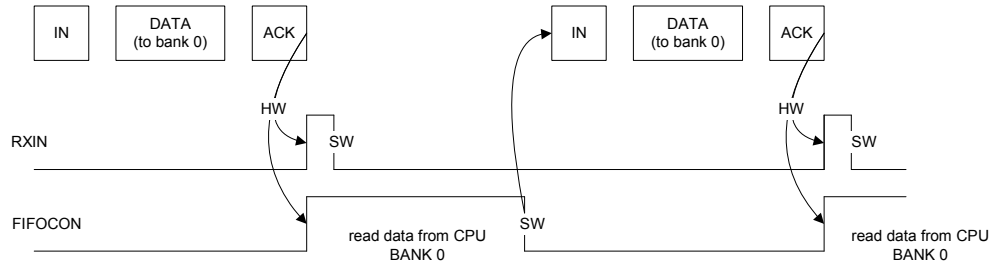 IN
DATA
(to bank 0)
ACK
IN
DATA
(to bank 0)
ACK
HW
HW
RXIN
SW
SW
FIFOCON
SW
read data from CPU
BANK 0
read data from CPU
BANK 0